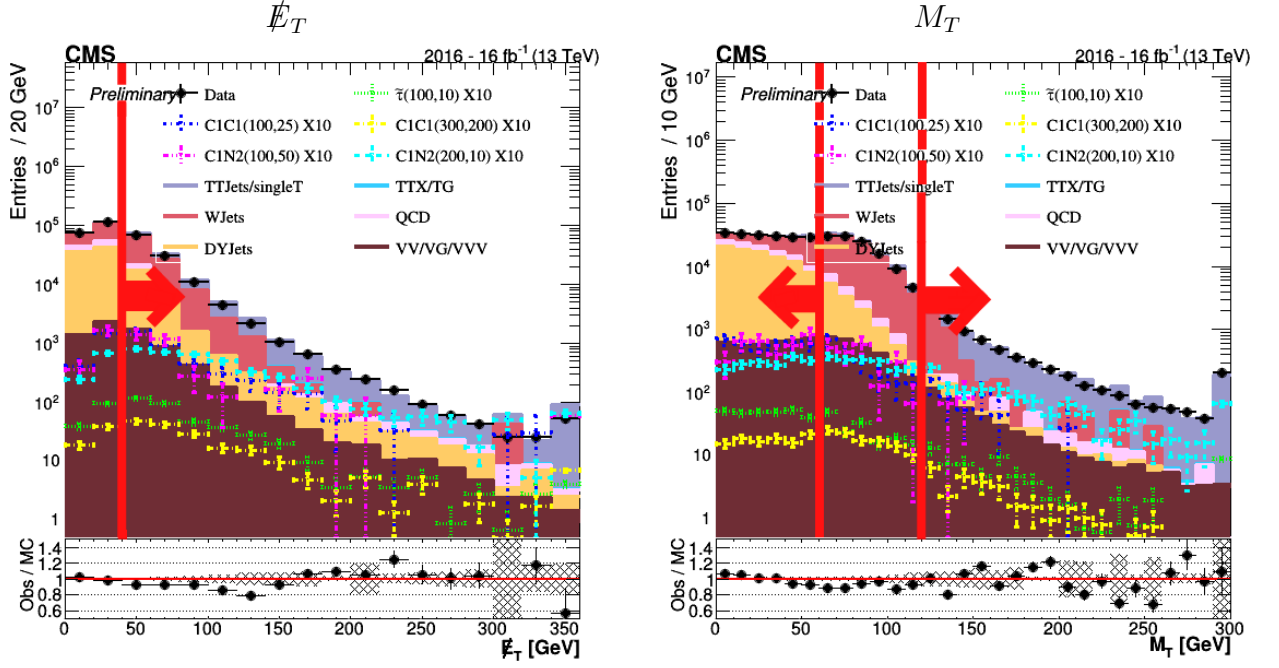 E̸_T
CMS 2016 - 16 fb⁻¹ (13 TeV)
Entries / 20 GeV
Preliminary
Data
τ̃(100,10) X10
C1C1(100,25) X10
C1C1(300,200) X10
C1N2(100,50) X10
C1N2(200,10) X10
TTJets/singleT
TTX/TG
WJets
QCD
DYJets
VV/VG/VVV
10⁷
10⁶
10⁵
10⁴
10³
10²
10
1
Obs / MC
1.4
1.2
1
0.8
0.6
0 50 100 150 200 250 300 350
E̸_T [GeV]
M_T
CMS 2016 - 16 fb⁻¹ (13 TeV)
Entries / 10 GeV
Preliminary
Data
τ̃(100,10) X10
C1C1(100,25) X10
C1C1(300,200) X10
C1N2(100,50) X10
C1N2(200,10) X10
TTJets/singleT
TTX/TG
WJets
QCD
DYJets
VV/VG/VVV
10⁷
10⁶
10⁵
10⁴
10³
10²
10
1
Obs / MC
1.4
1.2
1
0.8
0.6
0 50 100 150 200 250 300
M_T [GeV]